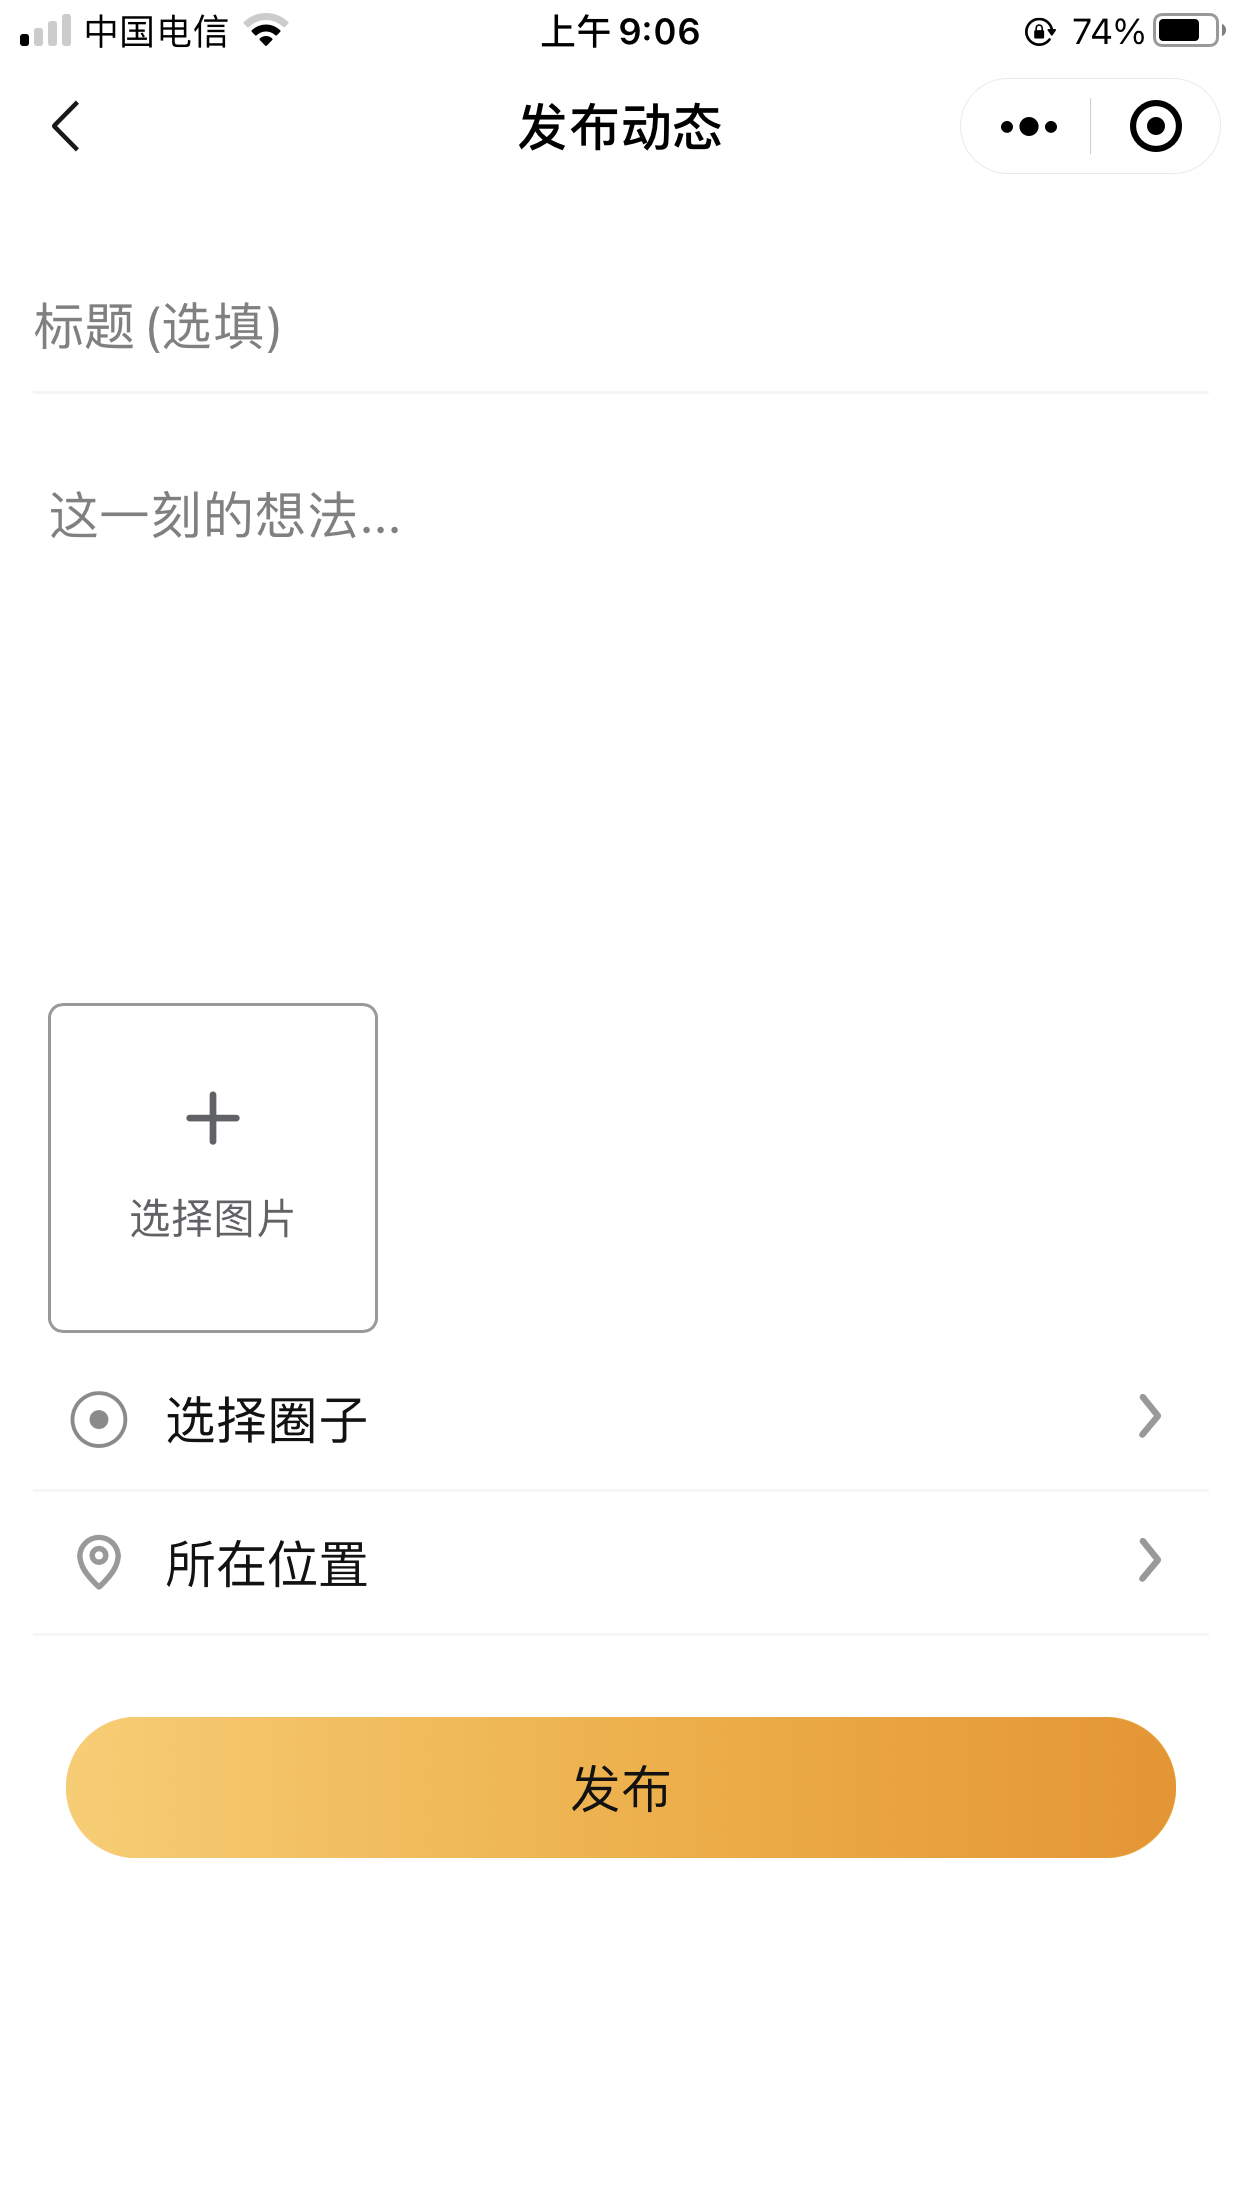 中国电信 上午 9:06 74%
发布动态
标题 (选填)
这一刻的想法...
选择图片
选择圈子
所在位置
发布